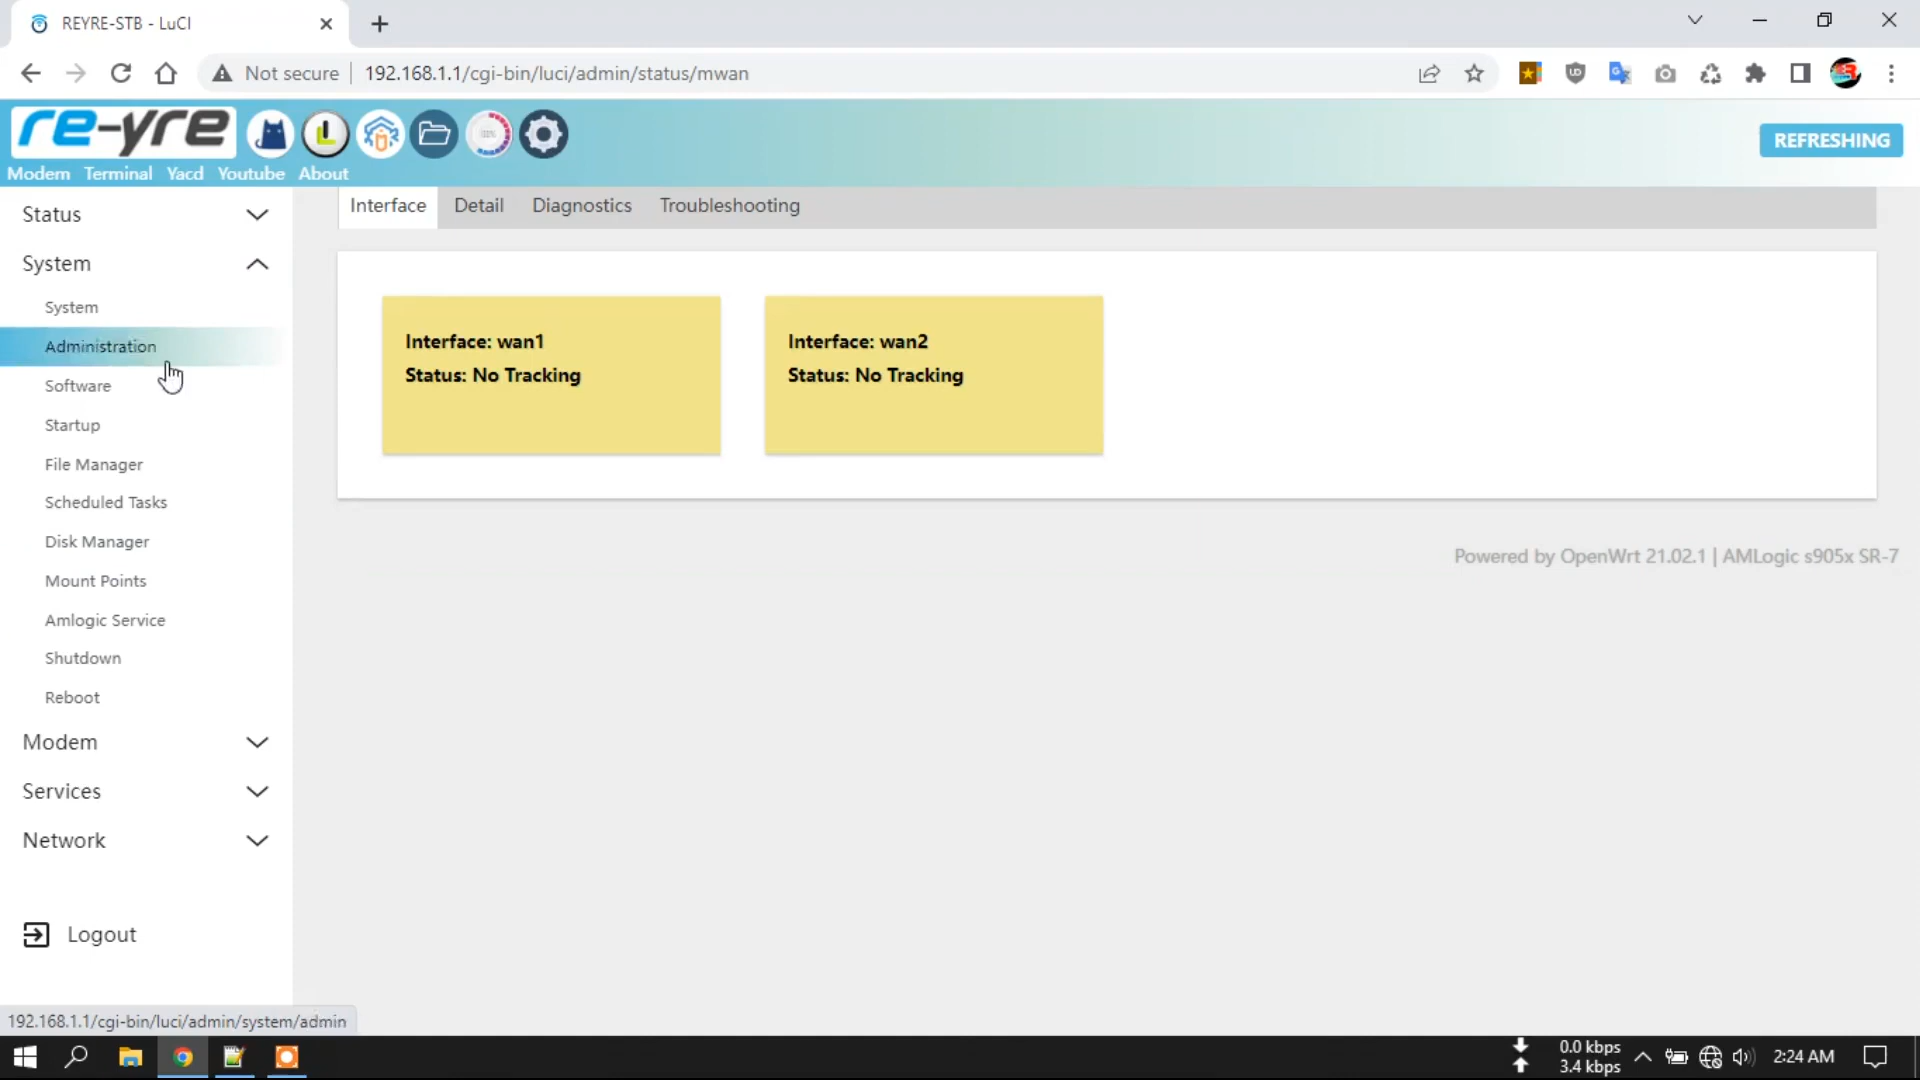 REYRE-STB - LuCI
Not secure
192.168.1.1/cgi-bin/luci/admin/status/mwan
re-yre
Modem Terminal Yacd Youtube About
REFRESHING
Status
System
System
Administration
Software
Startup
File Manager
Scheduled Tasks
Disk Manager
Mount Points
Amlogic Service
Shutdown
Reboot
Modem
Services
Network
Logout
Interface Detail Diagnostics Troubleshooting
Interface: wan1
Status: No Tracking
Interface: wan2
Status: No Tracking
Powered by OpenWrt 21.02.1 | AMLogic s905x SR-7
192.168.1.1/cgi-bin/luci/admin/system/admin
0.0 kbps
3.4 kbps
2:24 AM